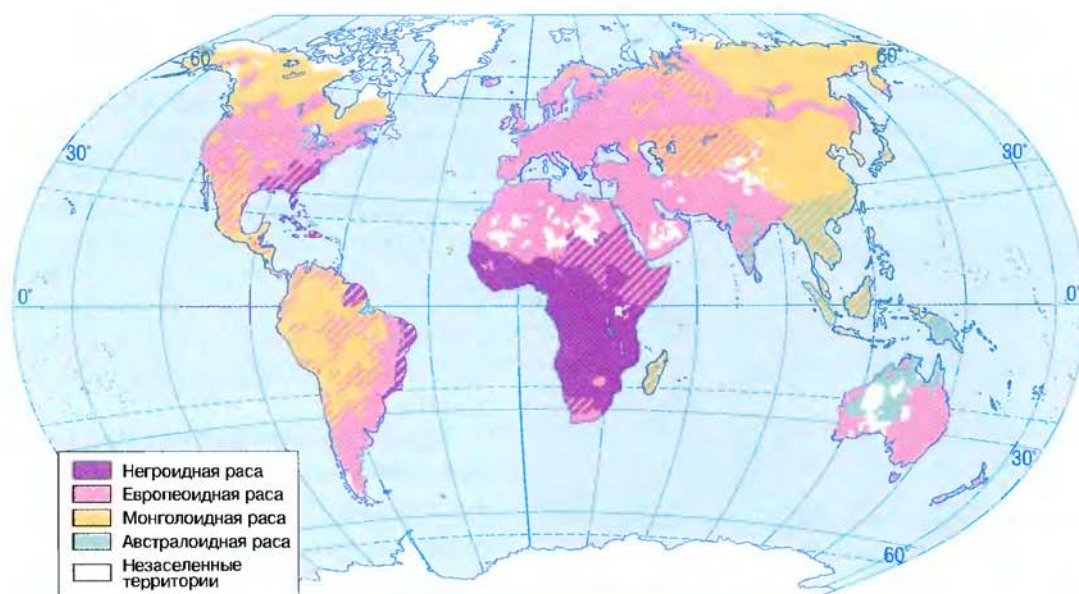 60°
60°
30°
30°
0°
0°
30°
60°
Негроидная раса
Европеоидная раса
Монголоидная раса
Австралоидная раса
Незаселенные
территории